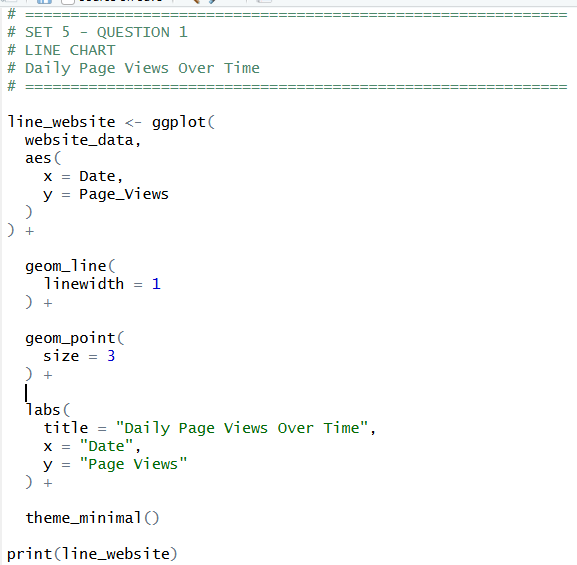 # ============================================================
# SET 5 - QUESTION 1
# LINE CHART
# Daily Page Views Over Time
# ============================================================
line_website <- ggplot(
  website_data,
  aes(
    x = Date,
    y = Page_Views
  )
) +
  geom_line(
    linewidth = 1
  ) +
  geom_point(
    size = 3
  ) +
  labs(
    title = "Daily Page Views Over Time",
    x = "Date",
    y = "Page Views"
  ) +
  theme_minimal()
print(line_website)